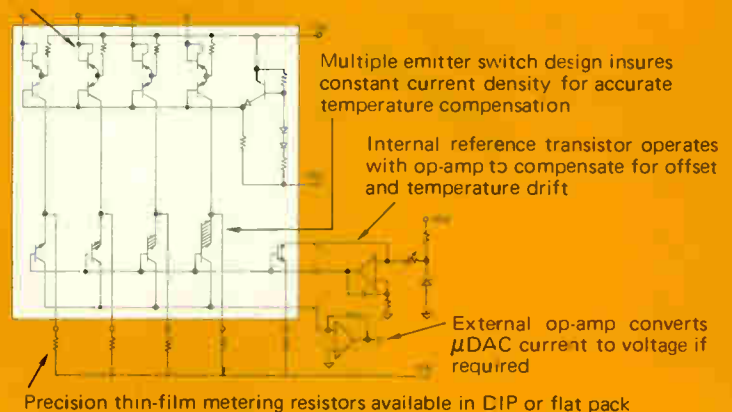 Multiple emitter switch design insures
constant current density for accurate
temperature compensation
Internal reference transistor operates
with op-amp to compensate for offset
and temperature drift
External op-amp converts
μDAC current to voltage if
required
Precision thin-film metering resistors available in DIP or flat pack